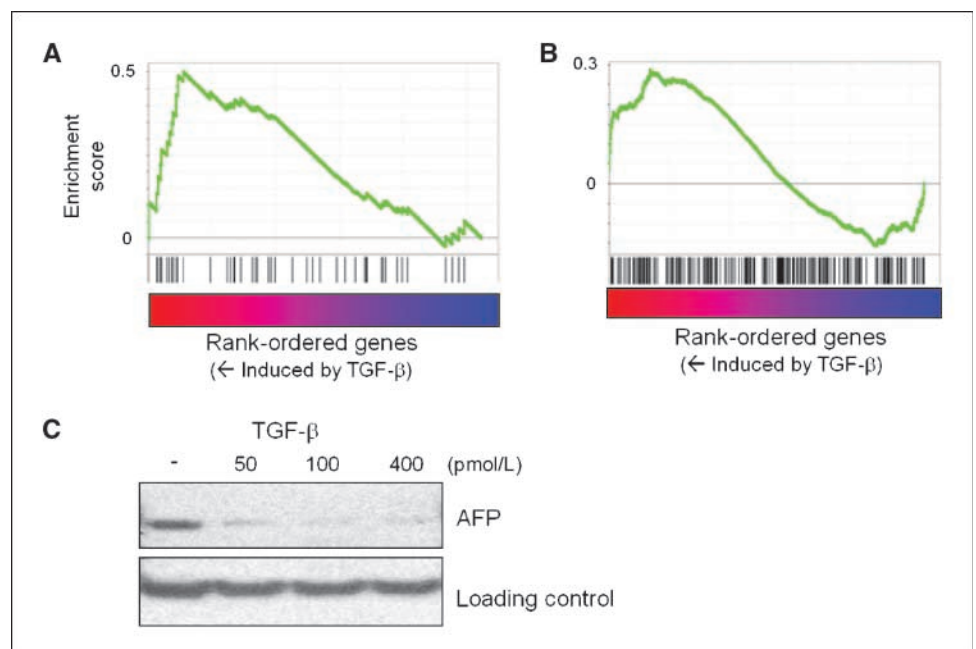 A
0.5
Enrichment
score
0
Rank-ordered genes
(← Induced by TGF-β)
B
0.3
0
Rank-ordered genes
(← Induced by TGF-β)
C
TGF-β
- 50 100 400 (pmol/L)
AFP
Loading control